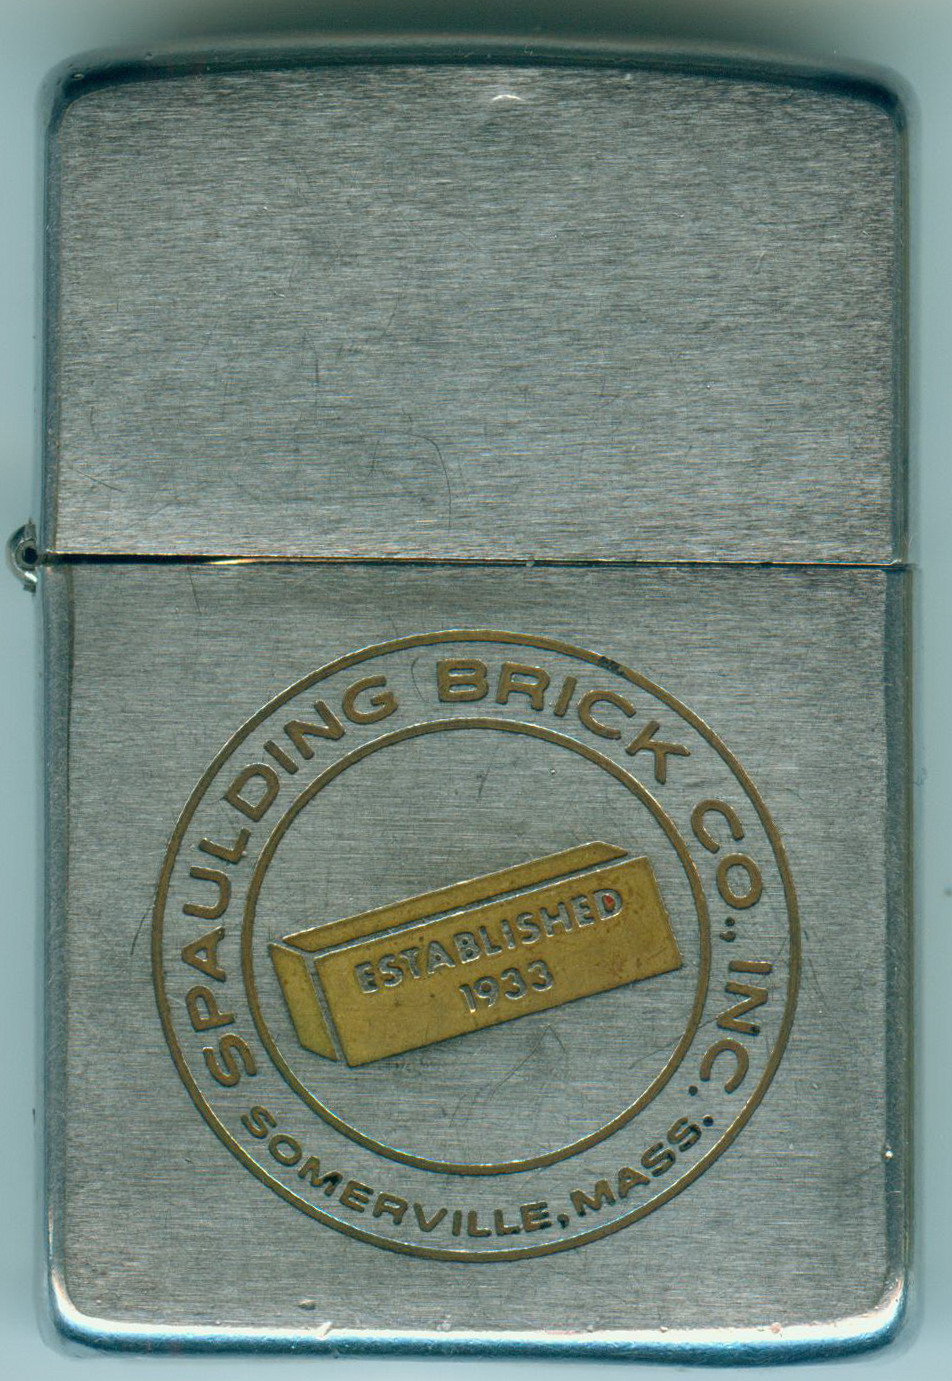 SPAULDING BRICK CO., INC.
ESTABLISHED
1933
SOMERVILLE, MASS.